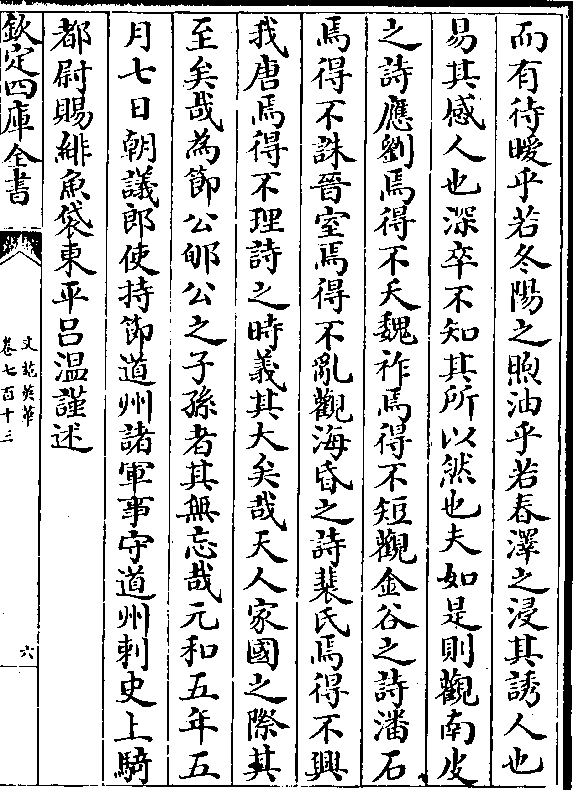 而有待曖乎若冬陽之煦油乎若春澤之浸其誘人也
易其感人也深卒不知其所以然也夫如是則觀南皮
之詩應劉焉得不夭魏祚焉得不短觀金谷之詩潘石
焉得不誅晉室焉得不亂觀海昏之詩裴氏焉得不興
我唐焉得不理詩之時義其大矣哉天人家國之際其
至矣哉為節公郇公之子孫者其無忘哉元和五年五
月七日朝議郎使持節道州諸軍事守道州刺史上騎
都尉賜緋魚袋東平呂溫謹述
欽定四庫全書
文苑英華
卷七百十三
六